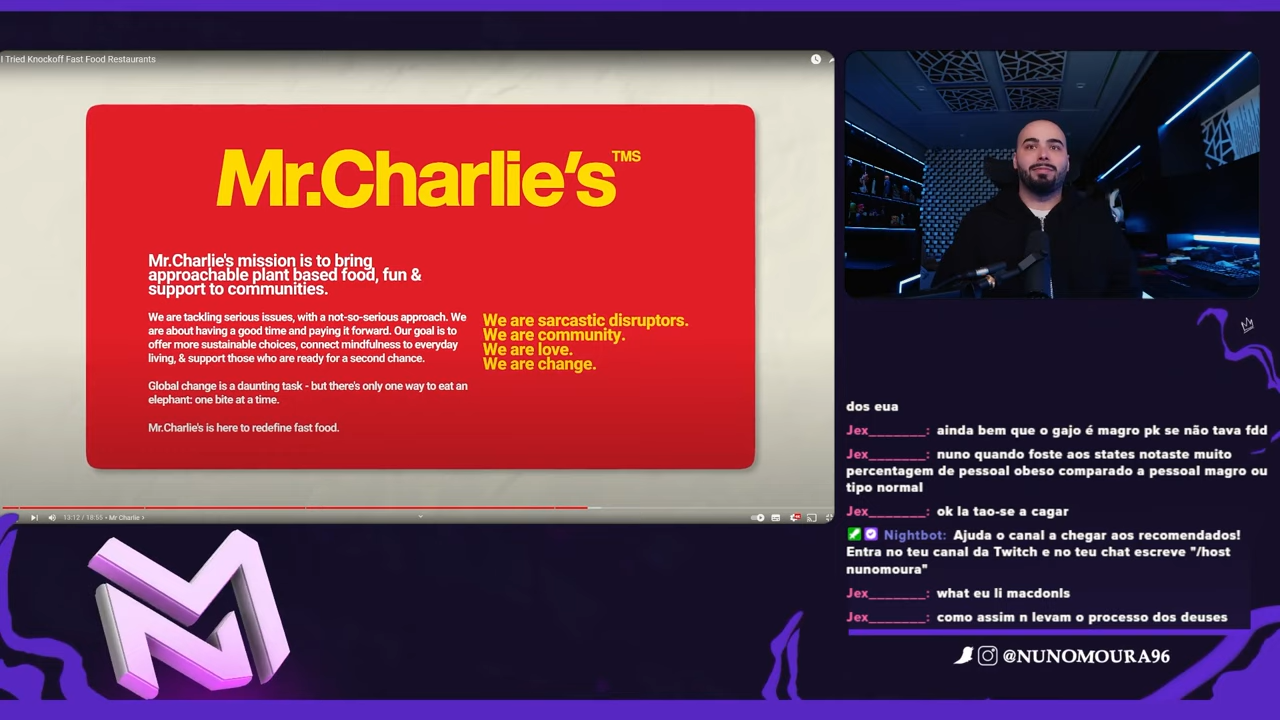 I Tried Knockoff Fast Food Restaurants
Mr.Charlie's TMS
Mr.Charlie's mission is to bring
approachable plant based food, fun &
support to communities.
We are tackling serious issues, with a not-so-serious approach. We
are about having a good time and paying it forward. Our goal is to
offer more sustainable choices, connect mindfulness to everyday
living, & support those who are ready for a second chance.
Global change is a daunting task - but there's only one way to eat an
elephant: one bite at a time.
Mr.Charlie's is here to redefine fast food.
We are sarcastic disruptors.
We are community.
We are love.
We are change.
13:12 / 18:55 • Mr Charlie ›
dos eua
Jex_______: ainda bem que o gajo é magro pk se não tava fdd
Jex_______: nuno quando foste aos states notaste muito
percentagem de pessoal obeso comparado a pessoal magro ou
tipo normal
Jex_______: ok la tao-se a cagar
Nightbot: Ajuda o canal a chegar aos recomendados!
Entra no teu canal da Twitch e no teu chat escreve "/host
nunomoura"
Jex_______: what eu li macdonls
Jex_______: como assim n levam o processo dos deuses
@NUNOMOURA96